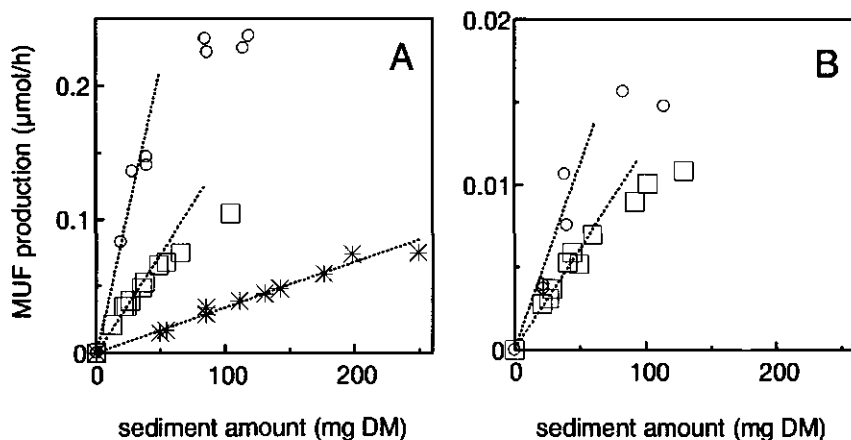 A
B
MUF production (µmol/h)
0.2
0.1
0
0.02
0.01
0
0 100 200
0 100 200
sediment amount (mg DM)
sediment amount (mg DM)